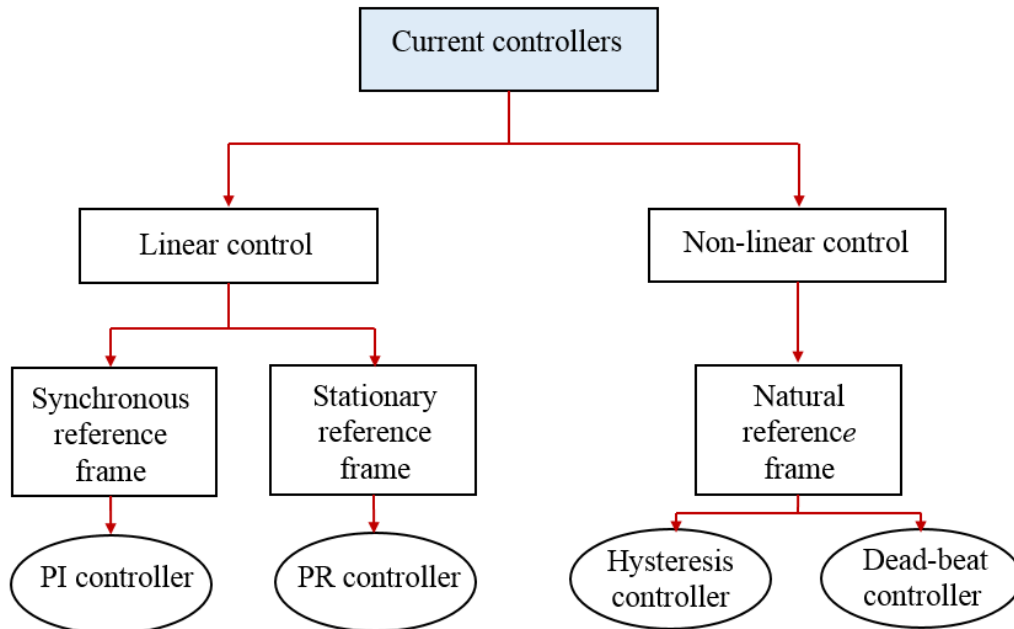 Current controllers
Linear control
Non-linear control
Synchronous
reference
frame
Stationary
reference
frame
Natural
reference
frame
PI controller
PR controller
Hysteresis
controller
Dead-beat
controller